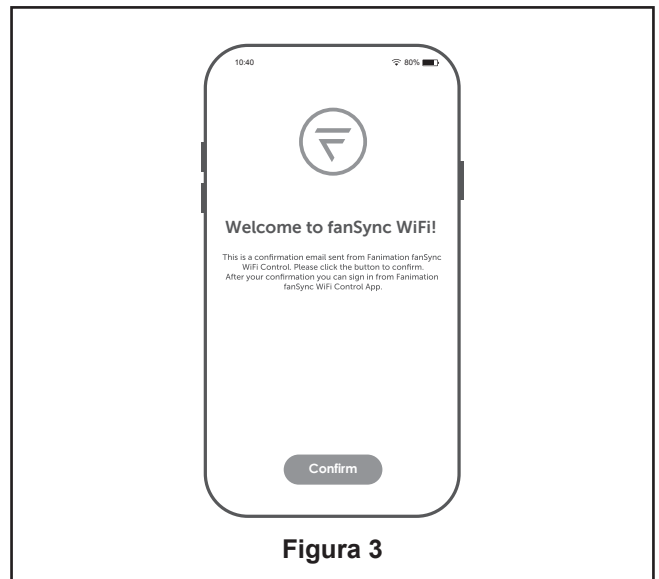 10:40 80%
Welcome to fanSync WiFi!
This is a confirmation email sent from Fanimation fanSync
WiFi Control. Please click the button to confirm.
After your confirmation you can sign in from Fanimation
fanSync WiFi Control App.
Confirm
Figura 3